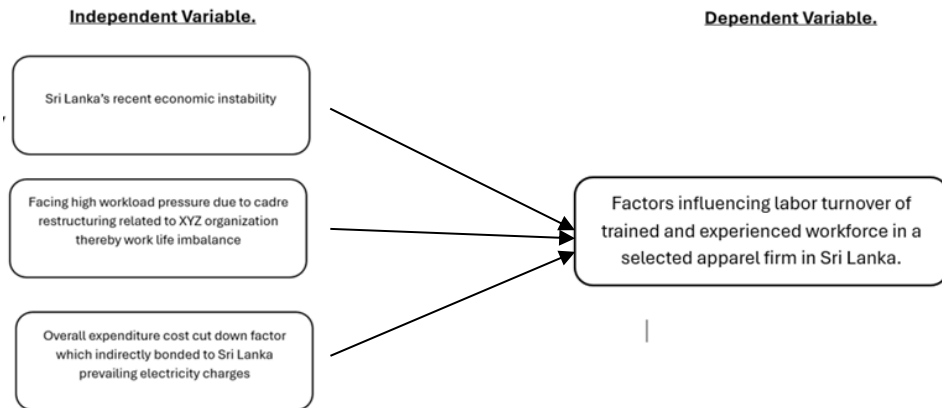 Independent Variable.
Dependent Variable.
Sri Lanka's recent economic instability
Facing high workload pressure due to cadre
restructuring related to XYZ organization
thereby work life imbalance
Overall expenditure cost cut down factor
which indirectly bonded to Sri Lanka
prevailing electricity charges
Factors influencing labor turnover of
trained and experienced workforce in a
selected apparel firm in Sri Lanka.